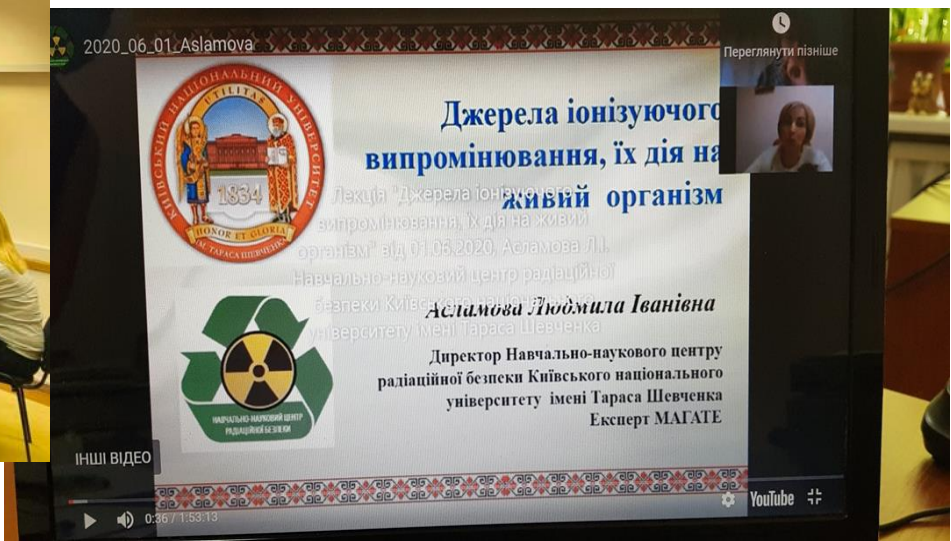 2020_06_01_Aslamova
Переглянути пізніше
КИЇВСЬКИЙ НАЦІОНАЛЬНИЙ УНІВЕРСИТЕТ
UTILITAS
1834
HONOR ET GLORIA
ІМ. ТАРАСА ШЕВЧЕНКА
Джерела іонізуючого
випромінювання, їх дія на
живий організм
Лекція "Джерела іонізуючого
випромінювання, їх дія на живий
організм" від 01.06.2020, Асламова Л.І.
Навчально-науковий центр радіаційної
безпеки Київського національного
університету імені Тараса Шевченка
Асламова Людмила Іванівна
Директор Навчально-наукового центру
радіаційної безпеки Київського національного
університету імені Тараса Шевченка
Експерт МАГАТЕ
НАВЧАЛЬНО-НАУКОВИЙ ЦЕНТР
РАДІАЦІЙНОЇ БЕЗПЕКИ
ІНШІ ВІДЕО
0:36 / 1:53:13
YouTube